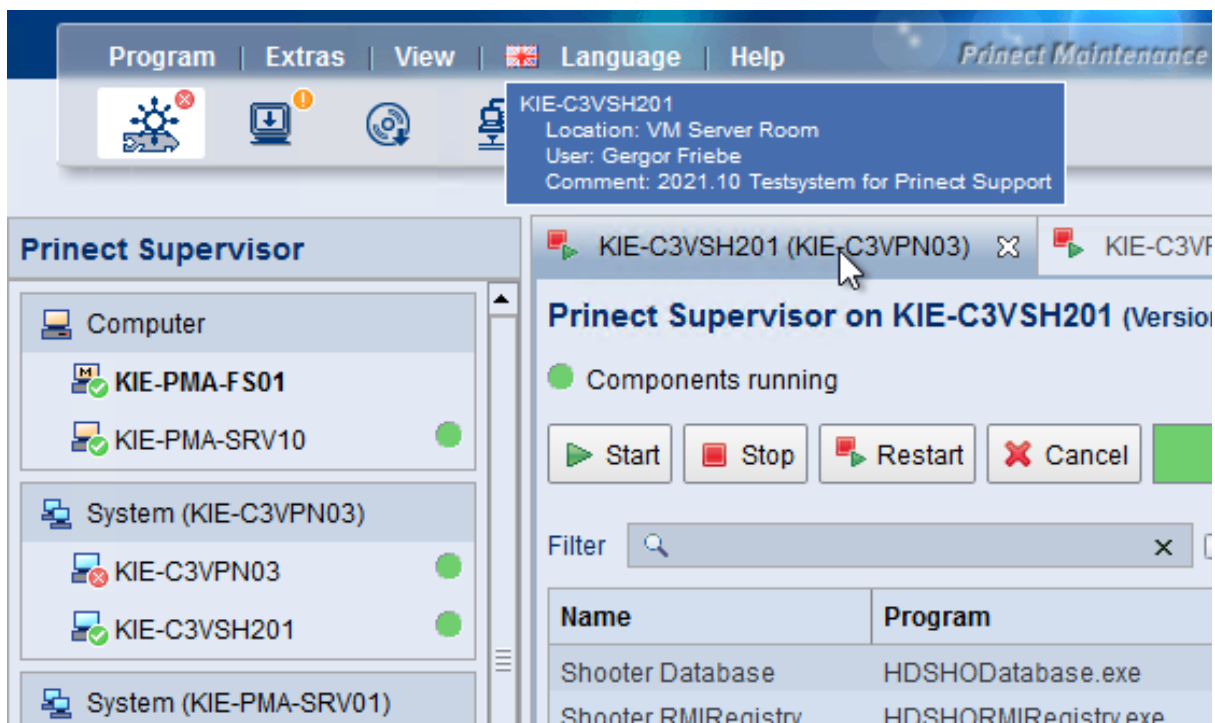 Program | Extras | View | Language | Help
Prinect Maintenance
KIE-C3VSH201
Location: VM Server Room
User: Gergor Friebe
Comment: 2021.10 Testsystem for Prinect Support
Prinect Supervisor
Computer
KIE-PMA-FS01
KIE-PMA-SRV10
System (KIE-C3VPN03)
KIE-C3VPN03
KIE-C3VSH201
System (KIE-PMA-SRV01)
KIE-C3VSH201 (KIE-C3VPN03)
Prinect Supervisor on KIE-C3VSH201
Components running
Start Stop Restart Cancel
Filter
Name Program
Shooter Database HDSHODatabase.exe
Shooter RMIRegistry HDSHORMIRegistry.exe